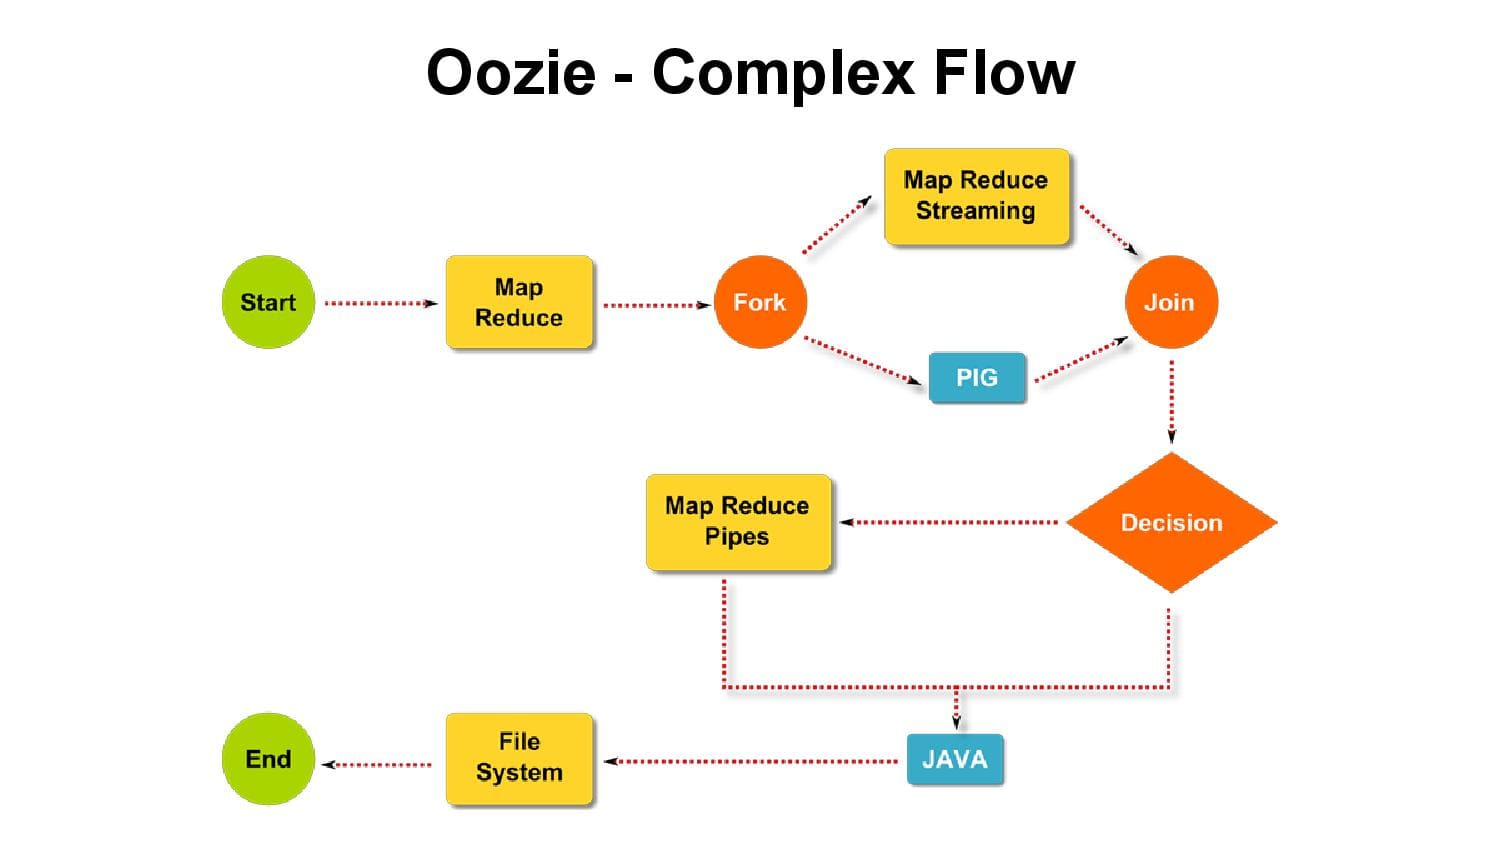 Oozie - Complex Flow
Map Reduce
Streaming
Start
Map
Reduce
Fork
Join
PIG
Map Reduce
Pipes
Decision
End
File
System
JAVA